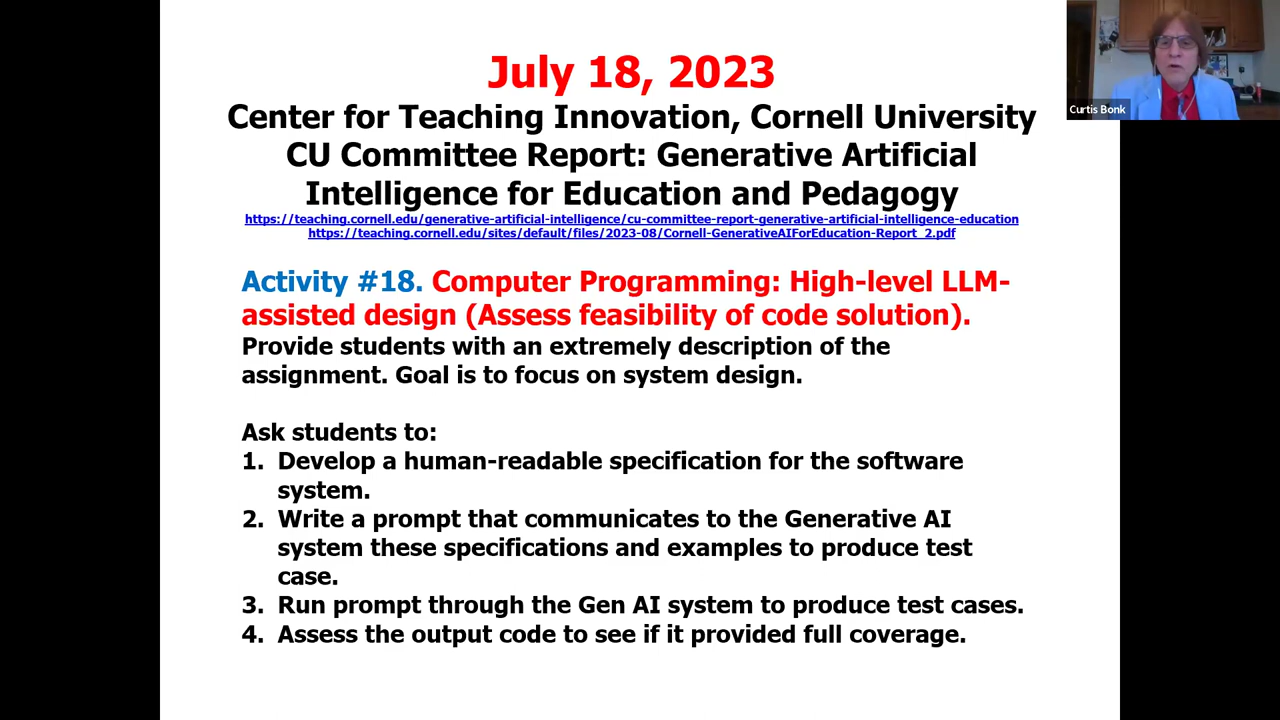 July 18, 2023
Center for Teaching Innovation, Cornell University
CU Committee Report: Generative Artificial
Intelligence for Education and Pedagogy
https://teaching.cornell.edu/generative-artificial-intelligence/cu-committee-report-generative-artificial-intelligence-education
https://teaching.cornell.edu/sites/default/files/2023-08/Cornell-GenerativeAIForEducation-Report_2.pdf
Activity #18. Computer Programming: High-level LLM-
assisted design (Assess feasibility of code solution).
Provide students with an extremely description of the
assignment. Goal is to focus on system design.
Ask students to:
1. Develop a human-readable specification for the software
system.
2. Write a prompt that communicates to the Generative AI
system these specifications and examples to produce test
case.
3. Run prompt through the Gen AI system to produce test cases.
4. Assess the output code to see if it provided full coverage.
Curtis Bonk